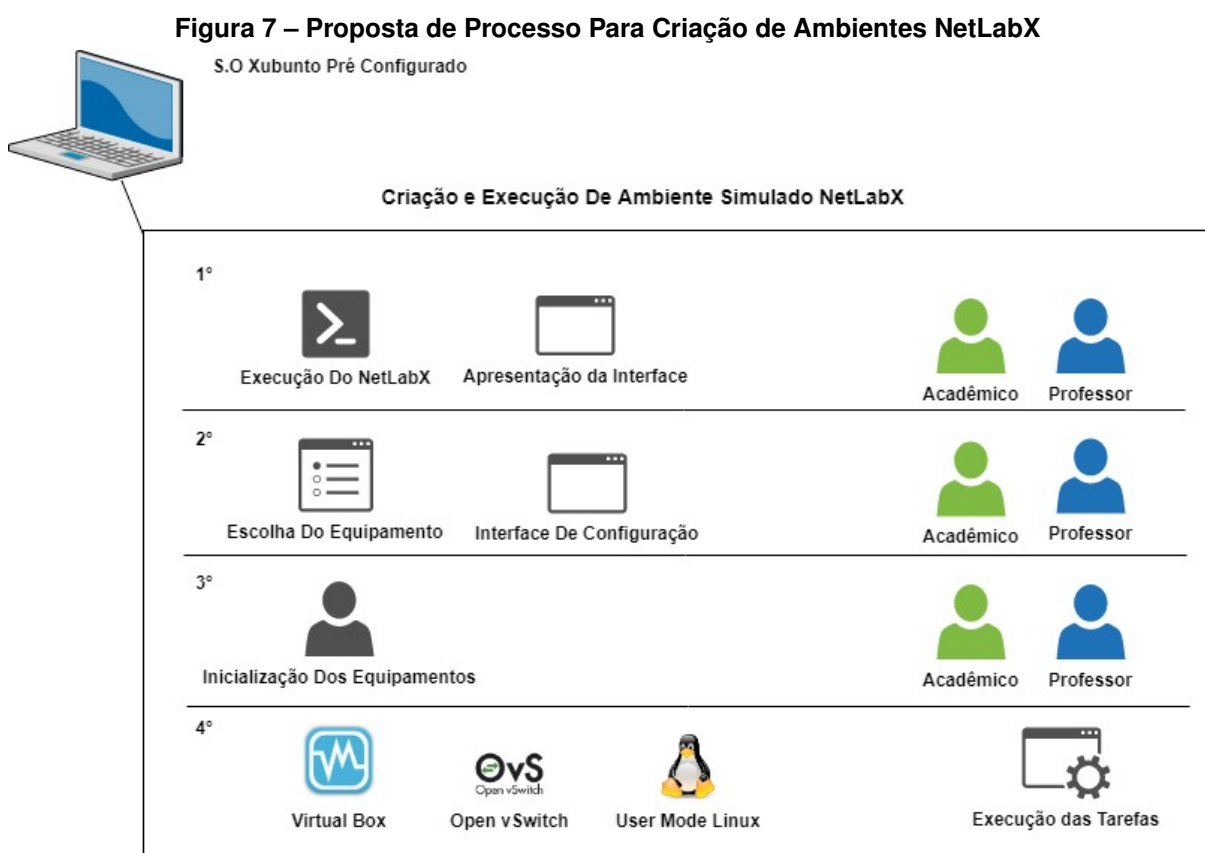 Figura 7 – Proposta de Processo Para Criação de Ambientes NetLabX
S.O Xubunto Pré Configurado
Criação e Execução De Ambiente Simulado NetLabX
1°
Execução Do NetLabX
Apresentação da Interface
Acadêmico
Professor
2°
Escolha Do Equipamento
Interface De Configuração
Acadêmico
Professor
3°
Inicialização Dos Equipamentos
Acadêmico
Professor
4°
OvS
Open vSwitch
Virtual Box
Open vSwitch
User Mode Linux
Execução das Tarefas